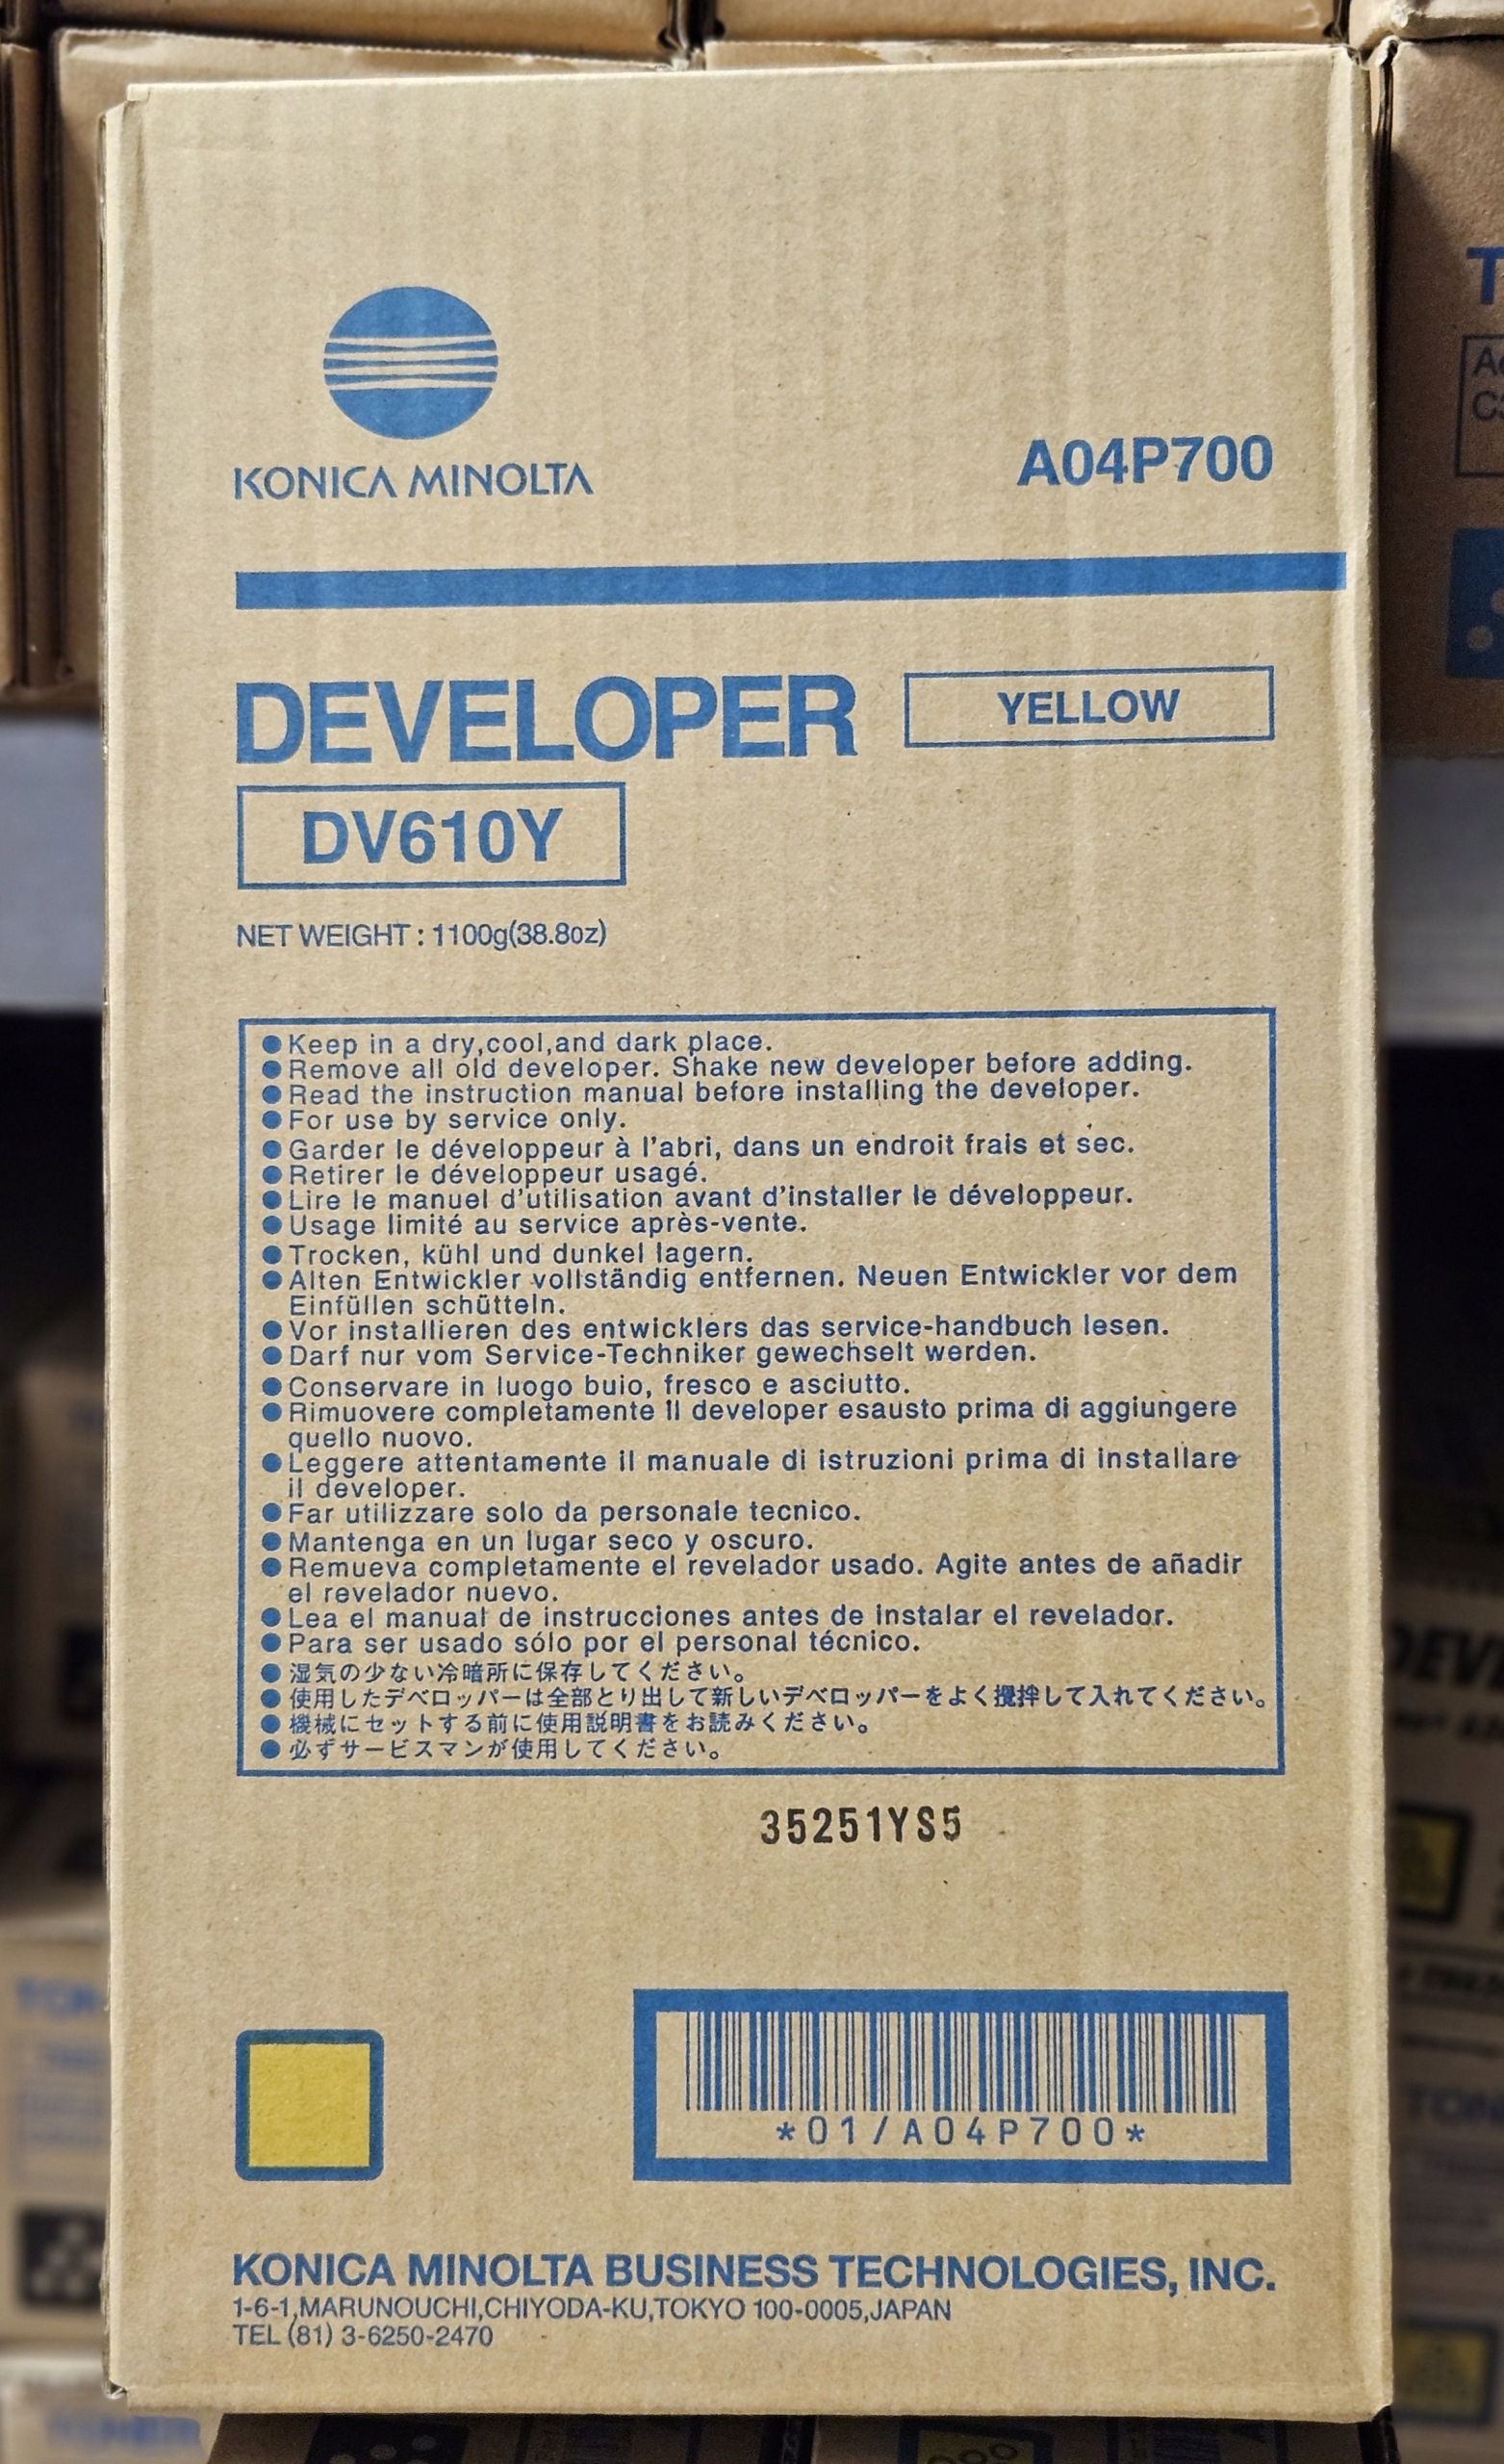 KONICA MINOLTA
A04P700
DEVELOPER
YELLOW
DV610Y
NET WEIGHT : 1100g(38.8oz)
●Keep in a dry,cool,and dark place.
●Remove all old developer. Shake new developer before adding.
●Read the instruction manual before installing the developer.
●For use by service only.
●Garder le développeur à l'abri, dans un endroit frais et sec.
●Retirer le développeur usagé.
●Lire le manuel d'utilisation avant d'installer le développeur.
●Usage limité au service après-vente.
●Trocken, kühl und dunkel lagern.
●Alten Entwickler vollständig entfernen. Neuen Entwickler vor dem
Einfüllen schütteln.
●Vor installieren des entwicklers das service-handbuch lesen.
●Darf nur vom Service-Techniker gewechselt werden.
●Conservare in luogo buio, fresco e asciutto.
●Rimuovere completamente il developer esausto prima di aggiungere
quello nuovo.
●Leggere attentamente il manuale di istruzioni prima di installare
il developer.
●Far utilizzare solo da personale tecnico.
●Mantenga en un lugar seco y oscuro.
●Remueva completamente el revelador usado. Agite antes de añadir
el revelador nuevo.
●Lea el manual de instrucciones antes de instalar el revelador.
●Para ser usado sólo por el personal técnico.
●湿気の少ない冷暗所に保存してください。
●使用したデベロッパーは全部とり出して新しいデベロッパーをよく攪拌して入れてください。
●機械にセットする前に使用説明書をお読みください。
●必ずサービスマンが使用してください。
35251YS5
*01/A04P700*
KONICA MINOLTA BUSINESS TECHNOLOGIES, INC.
1-6-1,MARUNOUCHI,CHIYODA-KU,TOKYO 100-0005,JAPAN
TEL (81) 3-6250-2470
TONER